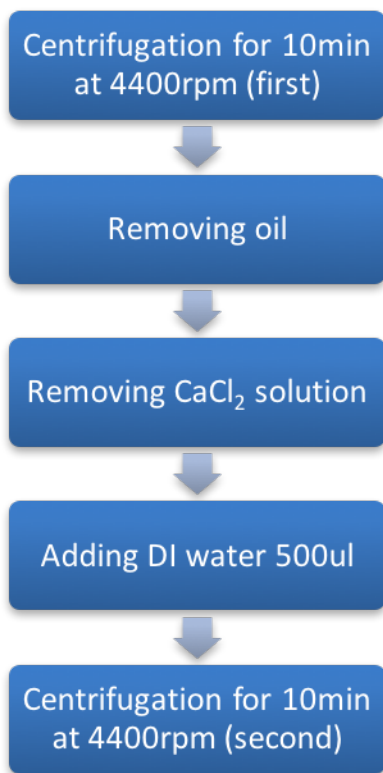 Centrifugation for 10min
at 4400rpm (first)
Removing oil
Removing CaCl₂ solution
Adding DI water 500ul
Centrifugation for 10min
at 4400rpm (second)